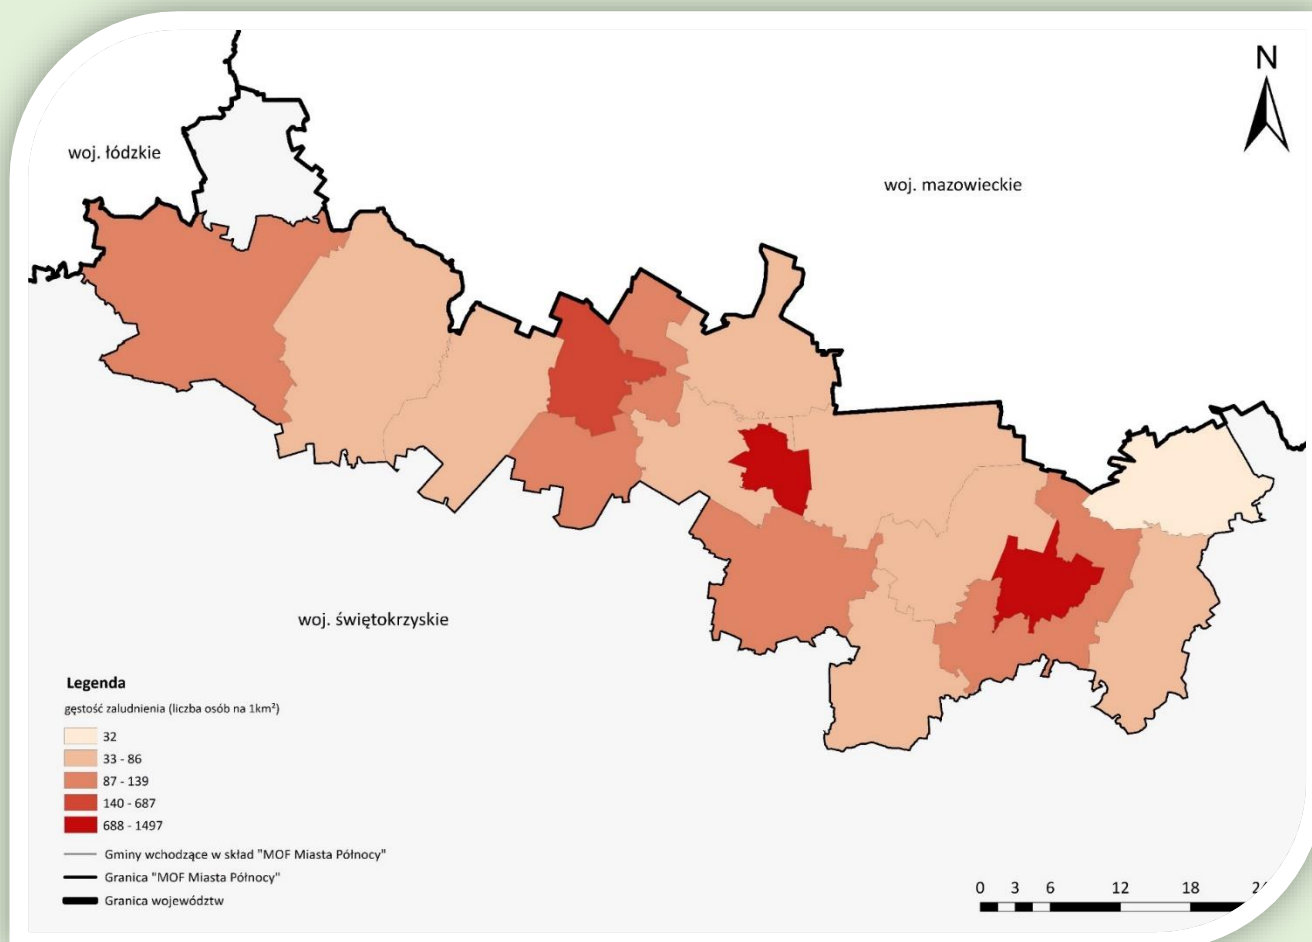 N
woj. łódzkie
woj. mazowieckie
woj. świętokrzyskie
Legenda
gęstość zaludnienia (liczba osób na 1km²)
32
33 - 86
87 - 139
140 - 687
688 - 1497
Gminy wchodzące w skład "MOF Miasta Północy"
Granica "MOF Miasta Północy"
Granica województw
0 3 6 12 18